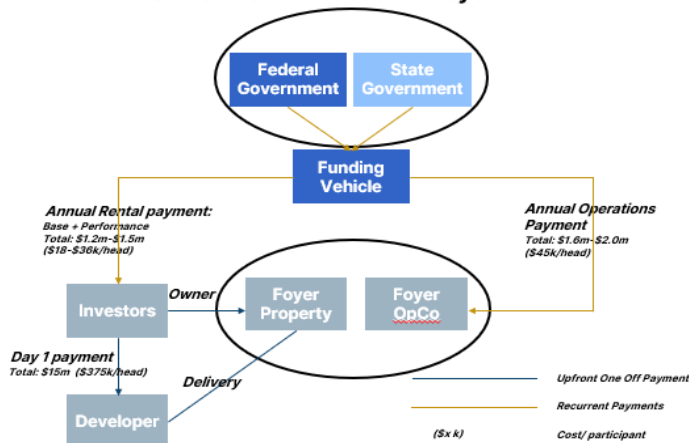 Federal
Government
State
Government
Funding
Vehicle
Annual Rental payment:
Base + Performance
Total: $1.2m-$1.5m
($18-$36k/head)
Annual Operations
Payment
Total: $1.6m-$2.0m
($45k/head)
Investors
Owner
Foyer
Property
Foyer
OpCo
Day 1 payment
Total: $15m ($375k/head)
Delivery
Developer
Upfront One Off Payment
Recurrent Payments
($x k)
Cost/ participant